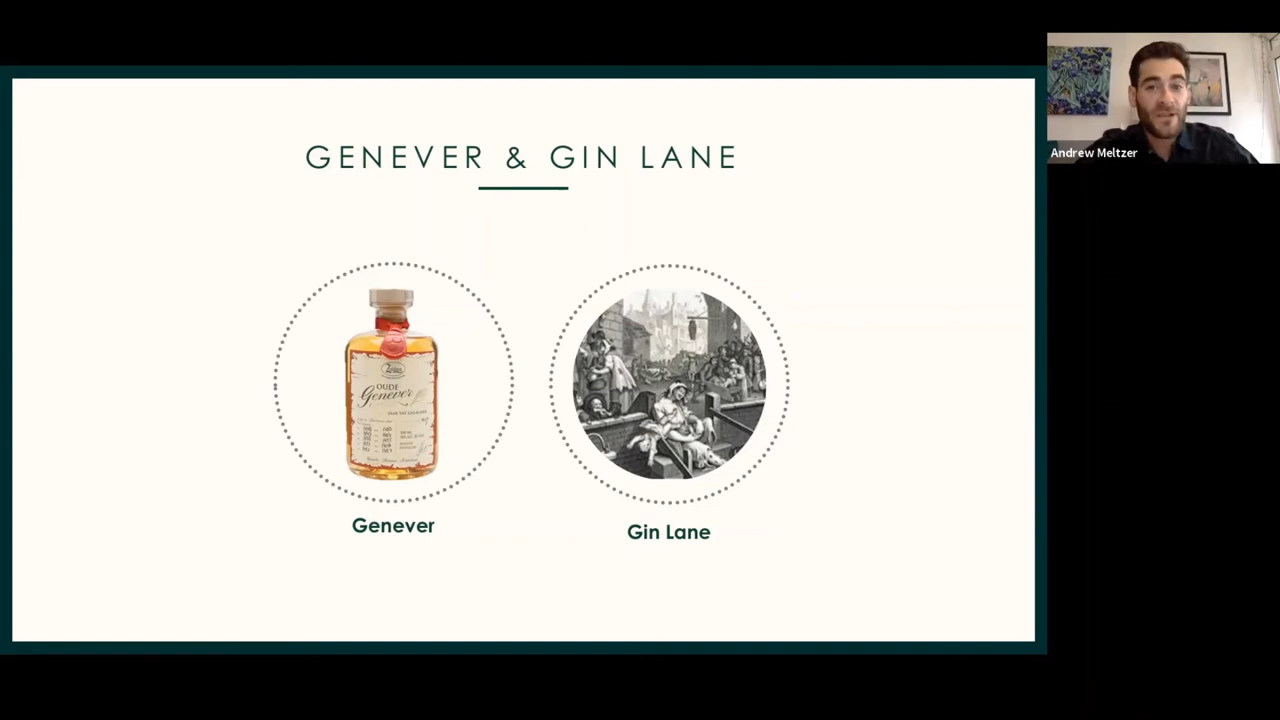 GENEVER & GIN LANE
Andrew Meltzer
OUDE
Genever
Genever
Gin Lane